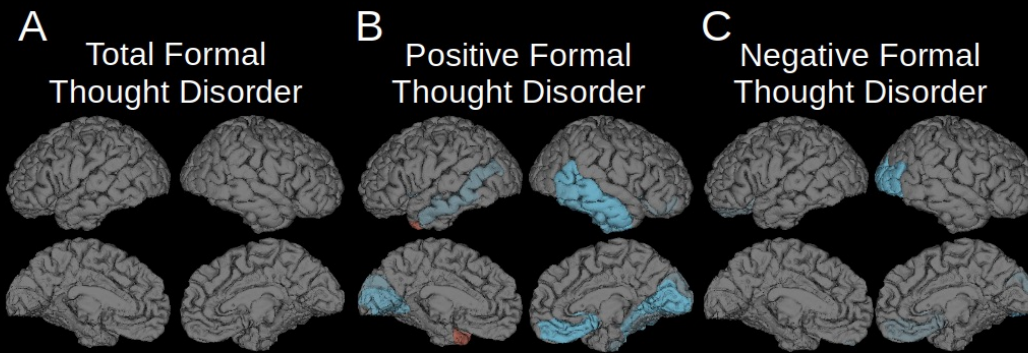 A
Total Formal
Thought Disorder
B
Positive Formal
Thought Disorder
C
Negative Formal
Thought Disorder